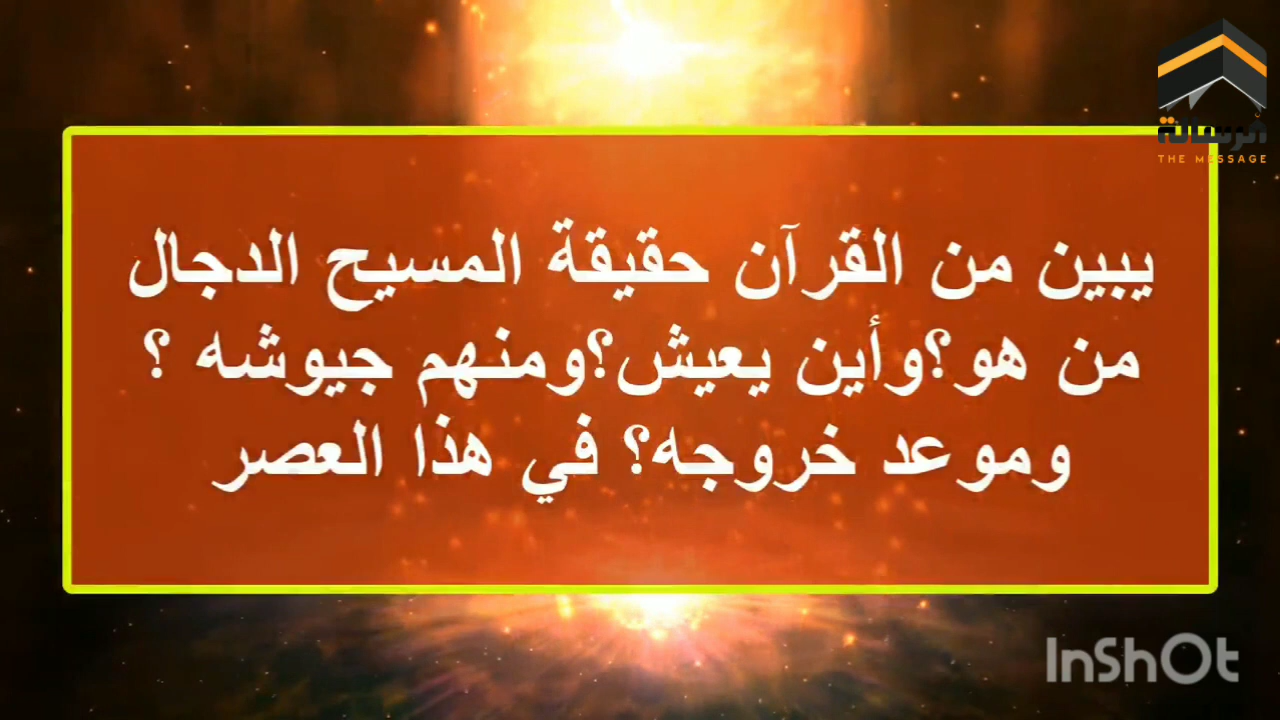 الرسالة
THE MESSAGE
يبين من القرآن حقيقة المسيح الدجال
من هو؟وأين يعيش؟ومنهم جيوشه ؟
وموعد خروجه؟ في هذا العصر
InShOt